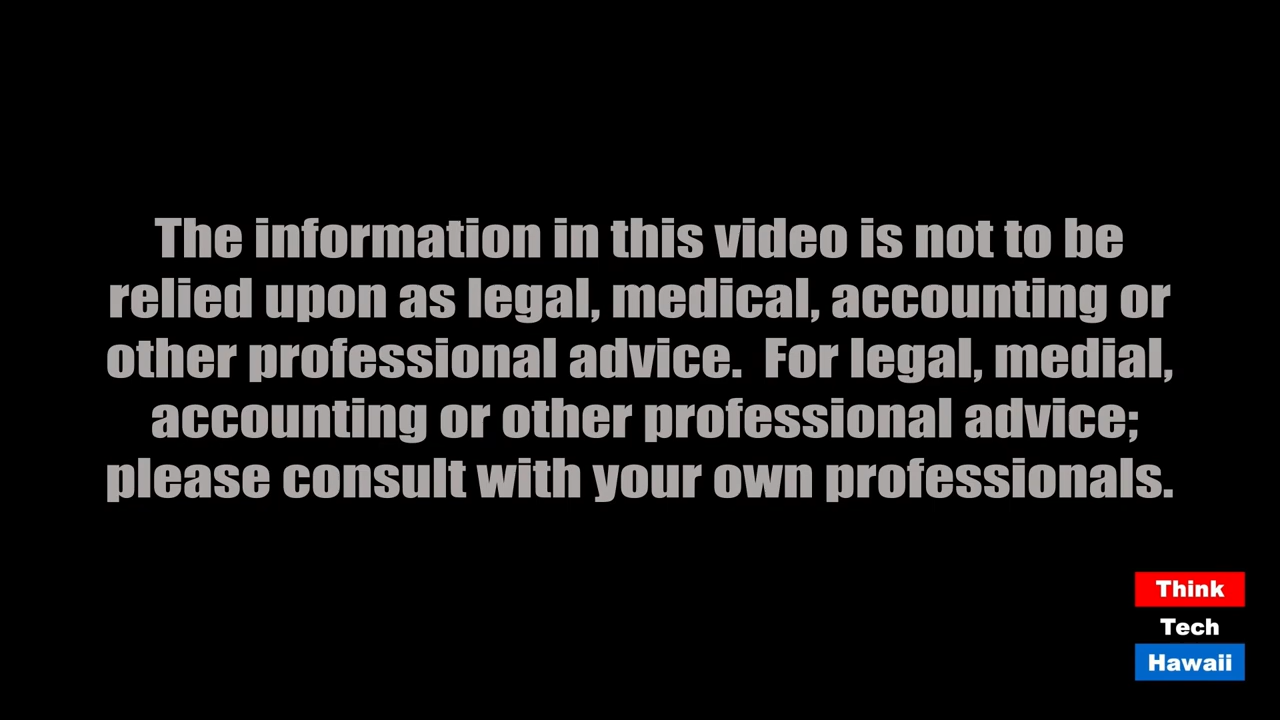 The information in this video is not to be
relied upon as legal, medical, accounting or
other professional advice.  For legal, medial,
accounting or other professional advice;
please consult with your own professionals.
Think
Tech
Hawaii